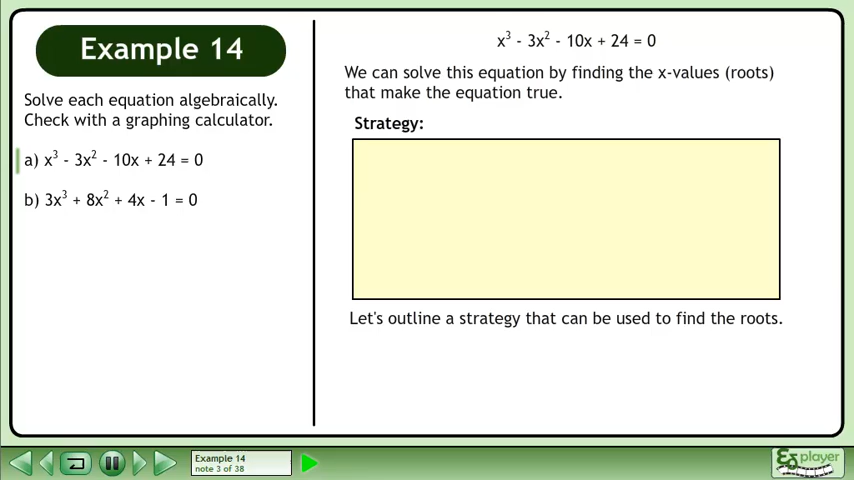 Example 14
Solve each equation algebraically.
Check with a graphing calculator.
a) x³ - 3x² - 10x + 24 = 0
b) 3x³ + 8x² + 4x - 1 = 0
x³ - 3x² - 10x + 24 = 0
We can solve this equation by finding the x-values (roots)
that make the equation true.
Strategy:
Let's outline a strategy that can be used to find the roots.
Example 14
note 3 of 38
player